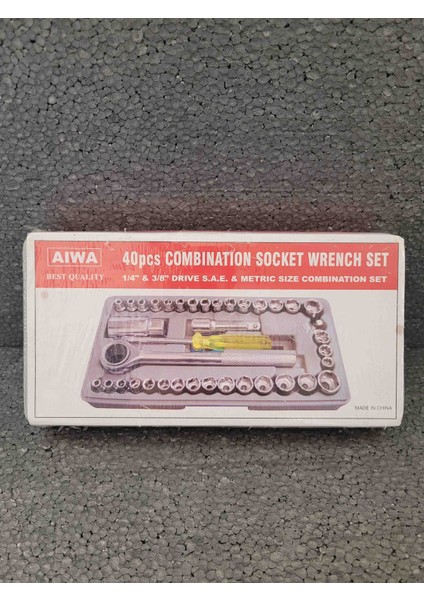 AIWA
BEST QUALITY
40pcs COMBINATION SOCKET WRENCH SET
1/4" & 3/8" DRIVE S.A.E. & METRIC SIZE COMBINATION SET
MADE IN CHINA